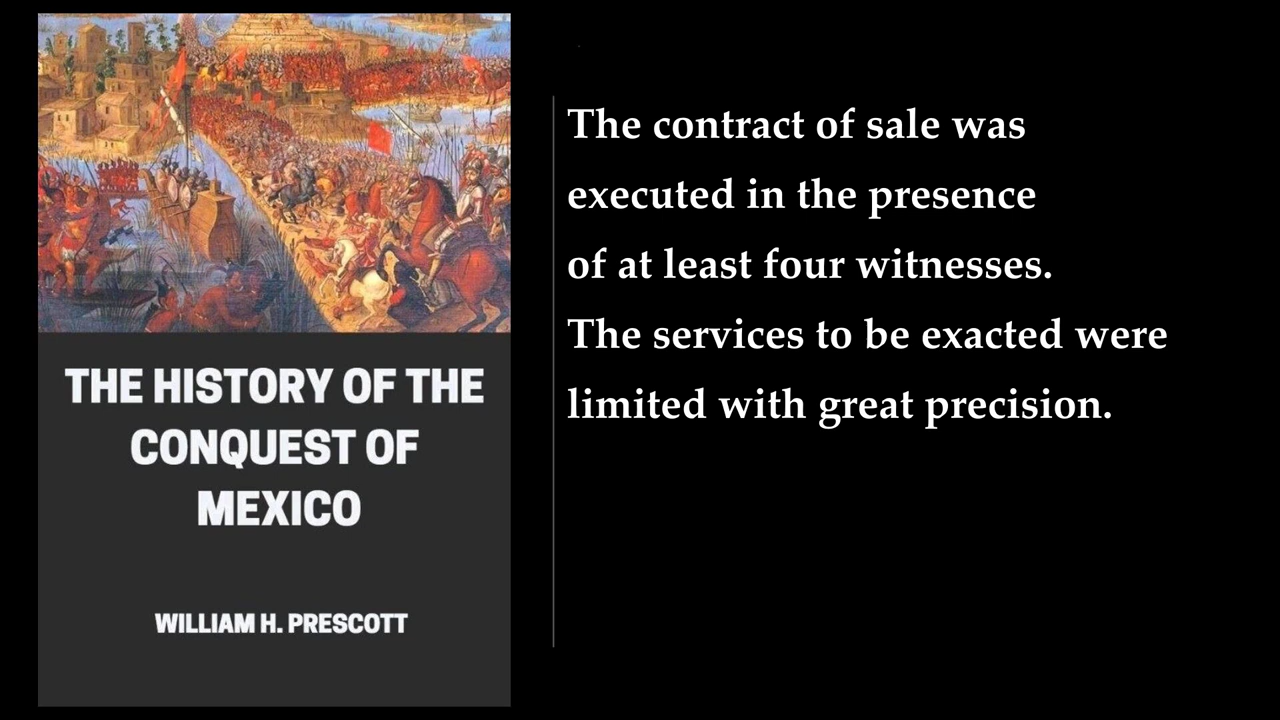 THE HISTORY OF THE
CONQUEST OF
MEXICO
WILLIAM H. PRESCOTT
The contract of sale was
executed in the presence
of at least four witnesses.
The services to be exacted were
limited with great precision.